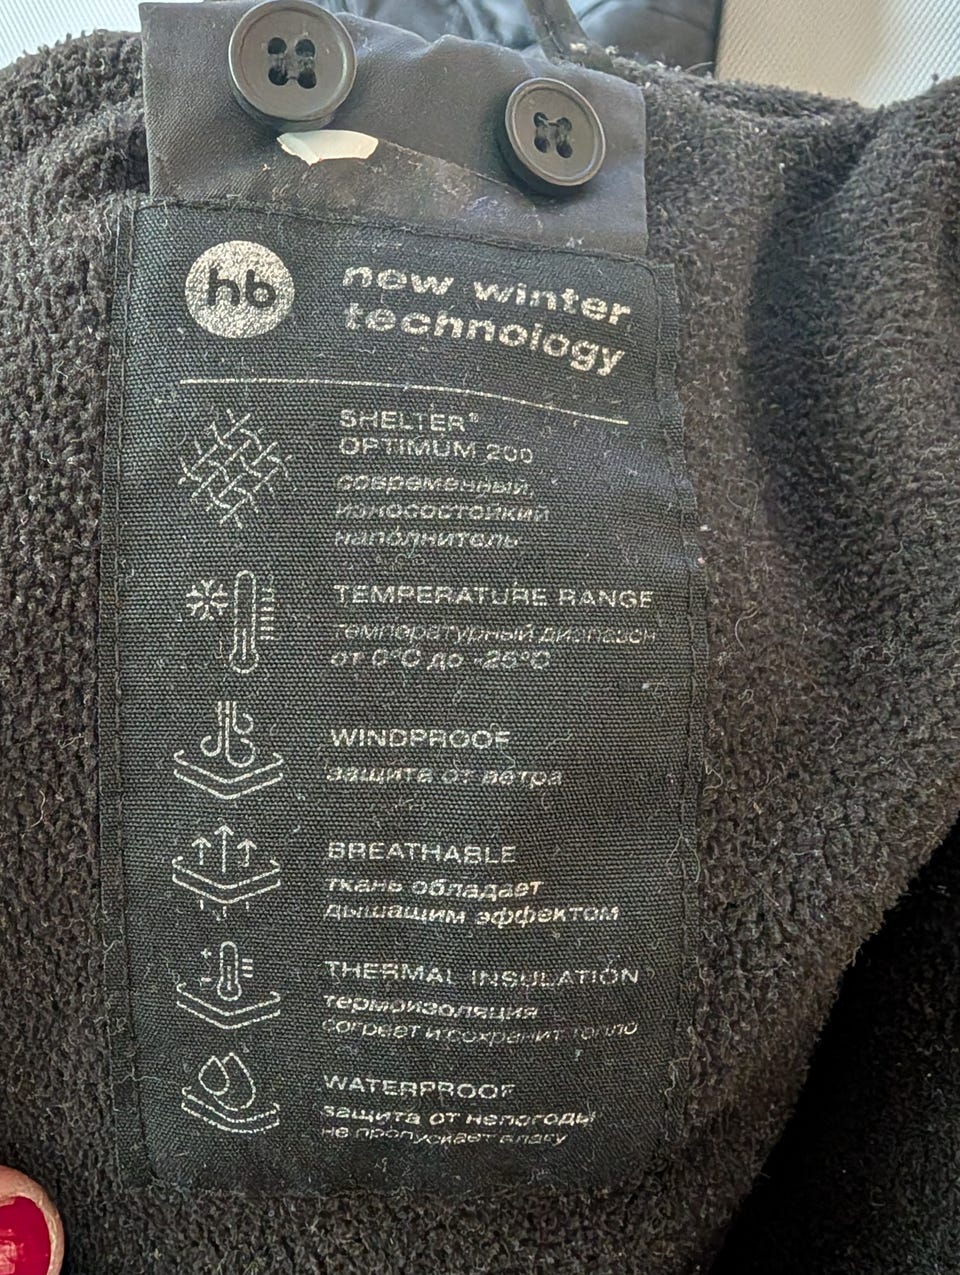 hb
new winter
technology
SHELTER®
OPTIMUM 200
современный,
износостойкий
наполнитель
TEMPERATURE RANGE
температурный диапазон
от 0°C до -25°C
WINDPROOF
защита от ветра
BREATHABLE
ткань обладает
дышащим эффектом
THERMAL INSULATION
термоизоляция
согреет и сохранит тепло
WATERPROOF
защита от непогоды
не пропускает влагу